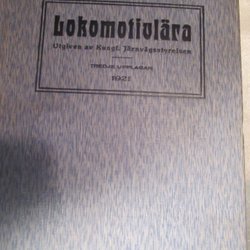 Lokomotivlära
Utgiven av Kungl. Järnvägsstyrelsen
TREDJE UPPLAGAN
1921